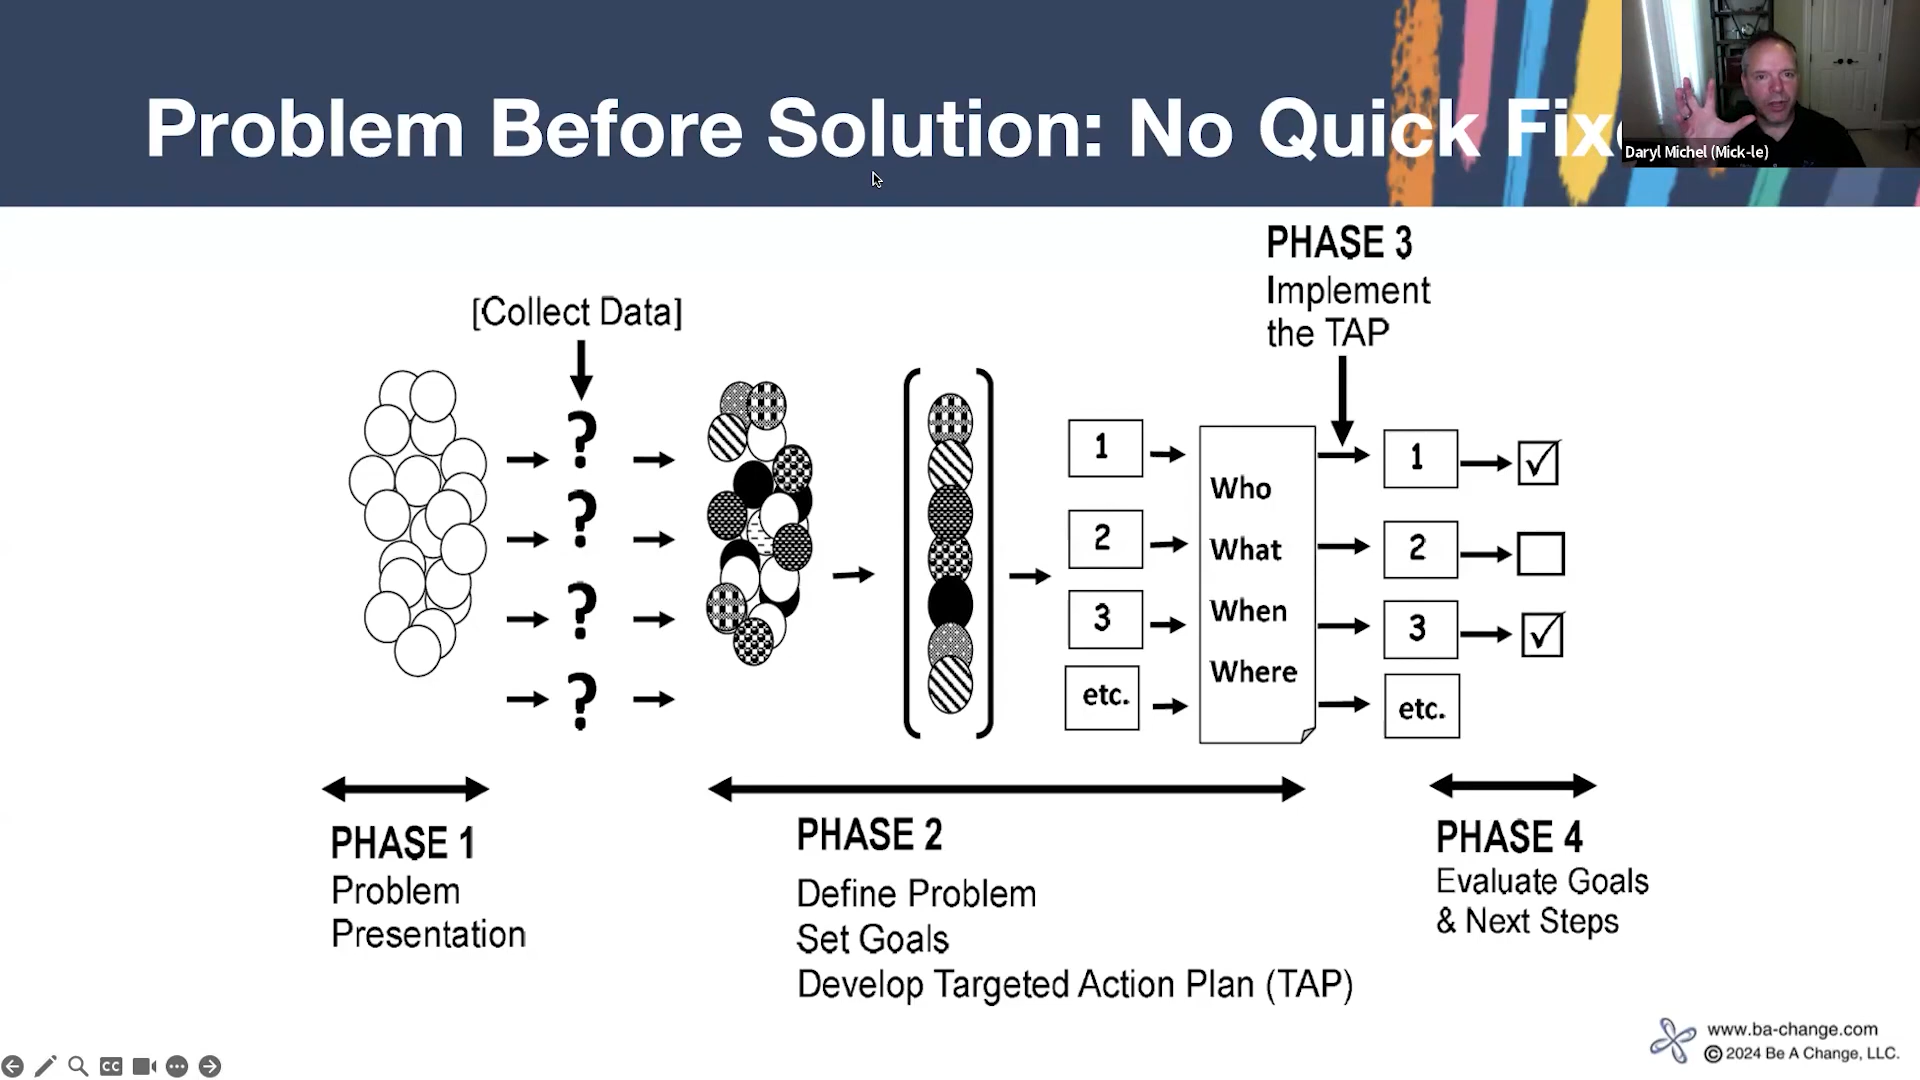 Problem Before Solution: No Quick Fix
Daryl Michel (Mick-le)
PHASE 3
Implement
the TAP
[Collect Data]
?
?
?
?
1
2
3
etc.
Who
What
When
Where
1
2
3
etc.
PHASE 1
Problem
Presentation
PHASE 2
Define Problem
Set Goals
Develop Targeted Action Plan (TAP)
PHASE 4
Evaluate Goals
& Next Steps
www.ba-change.com
© 2024 Be A Change, LLC.
CC